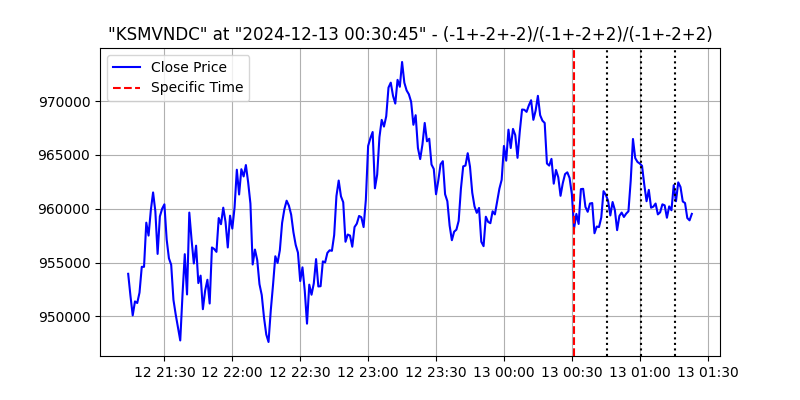 "KSMVNDC" at "2024-12-13 00:30:45" - (-1+-2+-2)/(-1+-2+2)/(-1+-2+2)
Close Price
Specific Time
970000
965000
960000
955000
950000
12 21:30 12 22:00 12 22:30 12 23:00 12 23:30 13 00:00 13 00:30 13 01:00 13 01:30